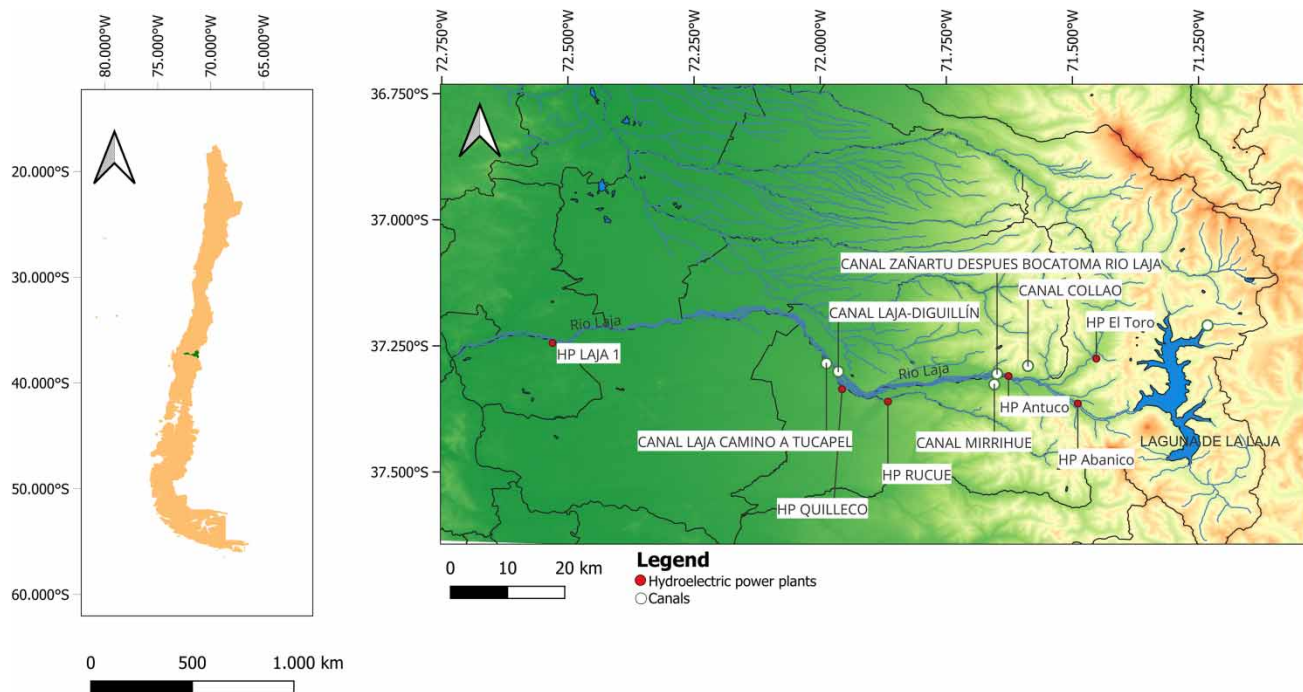 80.000°W
75.000°W
70.000°W
65.000°W
20.000°S
30.000°S
40.000°S
50.000°S
60.000°S
0 500 1.000 km
72.750°W
72.500°W
72.250°W
72.000°W
71.750°W
71.500°W
71.250°W
36.750°S
37.000°S
37.250°S
37.500°S
CANAL ZAÑARTU DESPUES BOCATOMA RIO LAJA
CANAL COLLAO
CANAL LAJA-DIGUILLÍN
HP El Toro
Rio Laja
HP LAJA 1
Rio Laja
HP Antuco
CANAL LAJA CAMINO A TUCAPEL
CANAL MIRRIHUE
LAGUNA DE LA LAJA
HP Abanico
HP RUCUE
HP QUILLECO
0 10 20 km
Legend
Hydroelectric power plants
Canals